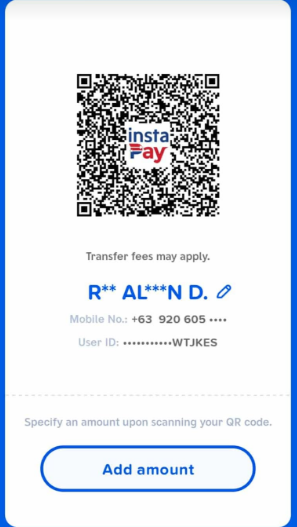 insta
Pay
Transfer fees may apply.
R** AL***N D.
Mobile No.: +63 920 605 ••••
User ID: •••••••••••WTJKES
Specify an amount upon scanning your QR code.
Add amount